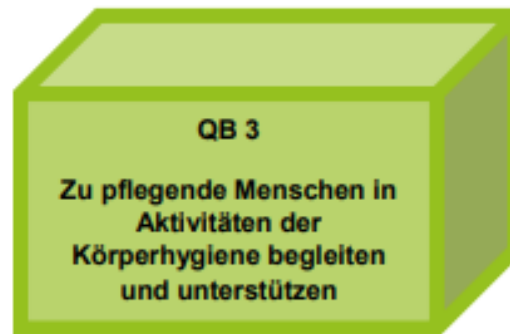 QB 3
Zu pflegende Menschen in
Aktivitäten der
Körperhygiene begleiten
und unterstützen